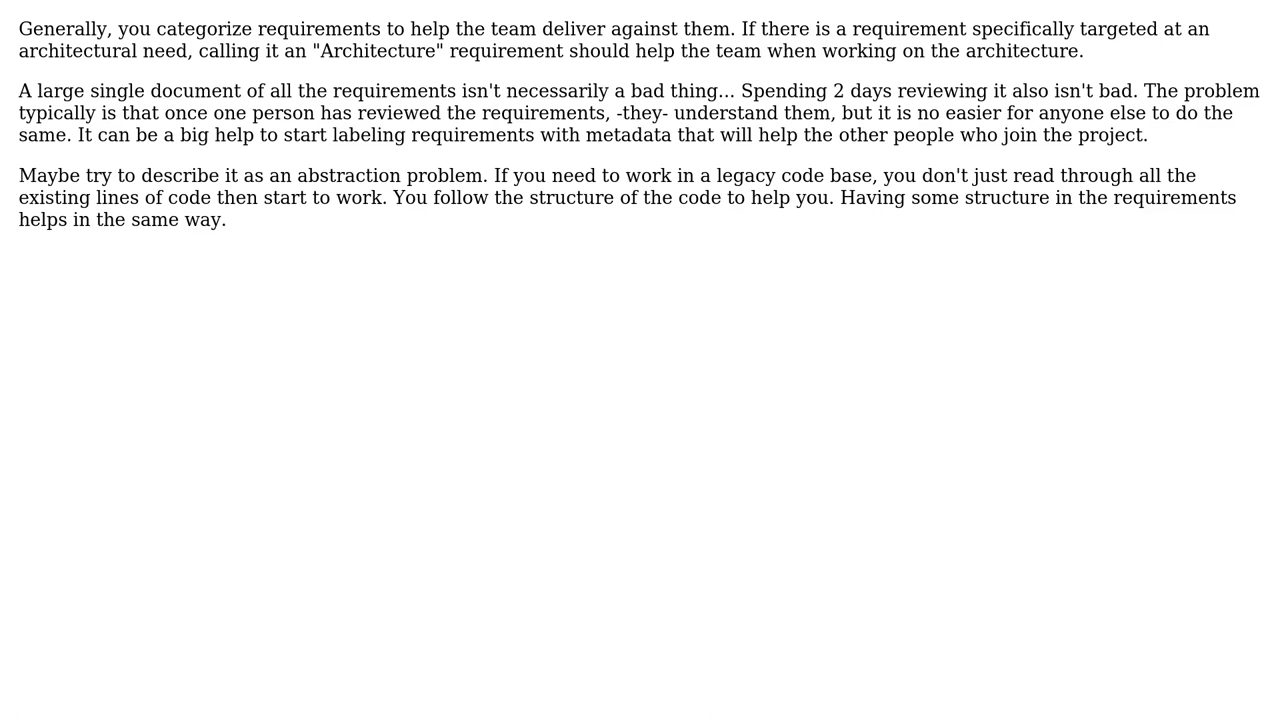 Generally, you categorize requirements to help the team deliver against them. If there is a requirement specifically targeted at an
architectural need, calling it an "Architecture" requirement should help the team when working on the architecture.
A large single document of all the requirements isn't necessarily a bad thing... Spending 2 days reviewing it also isn't bad. The problem
typically is that once one person has reviewed the requirements, -they- understand them, but it is no easier for anyone else to do the
same. It can be a big help to start labeling requirements with metadata that will help the other people who join the project.
Maybe try to describe it as an abstraction problem. If you need to work in a legacy code base, you don't just read through all the
existing lines of code then start to work. You follow the structure of the code to help you. Having some structure in the requirements
helps in the same way.